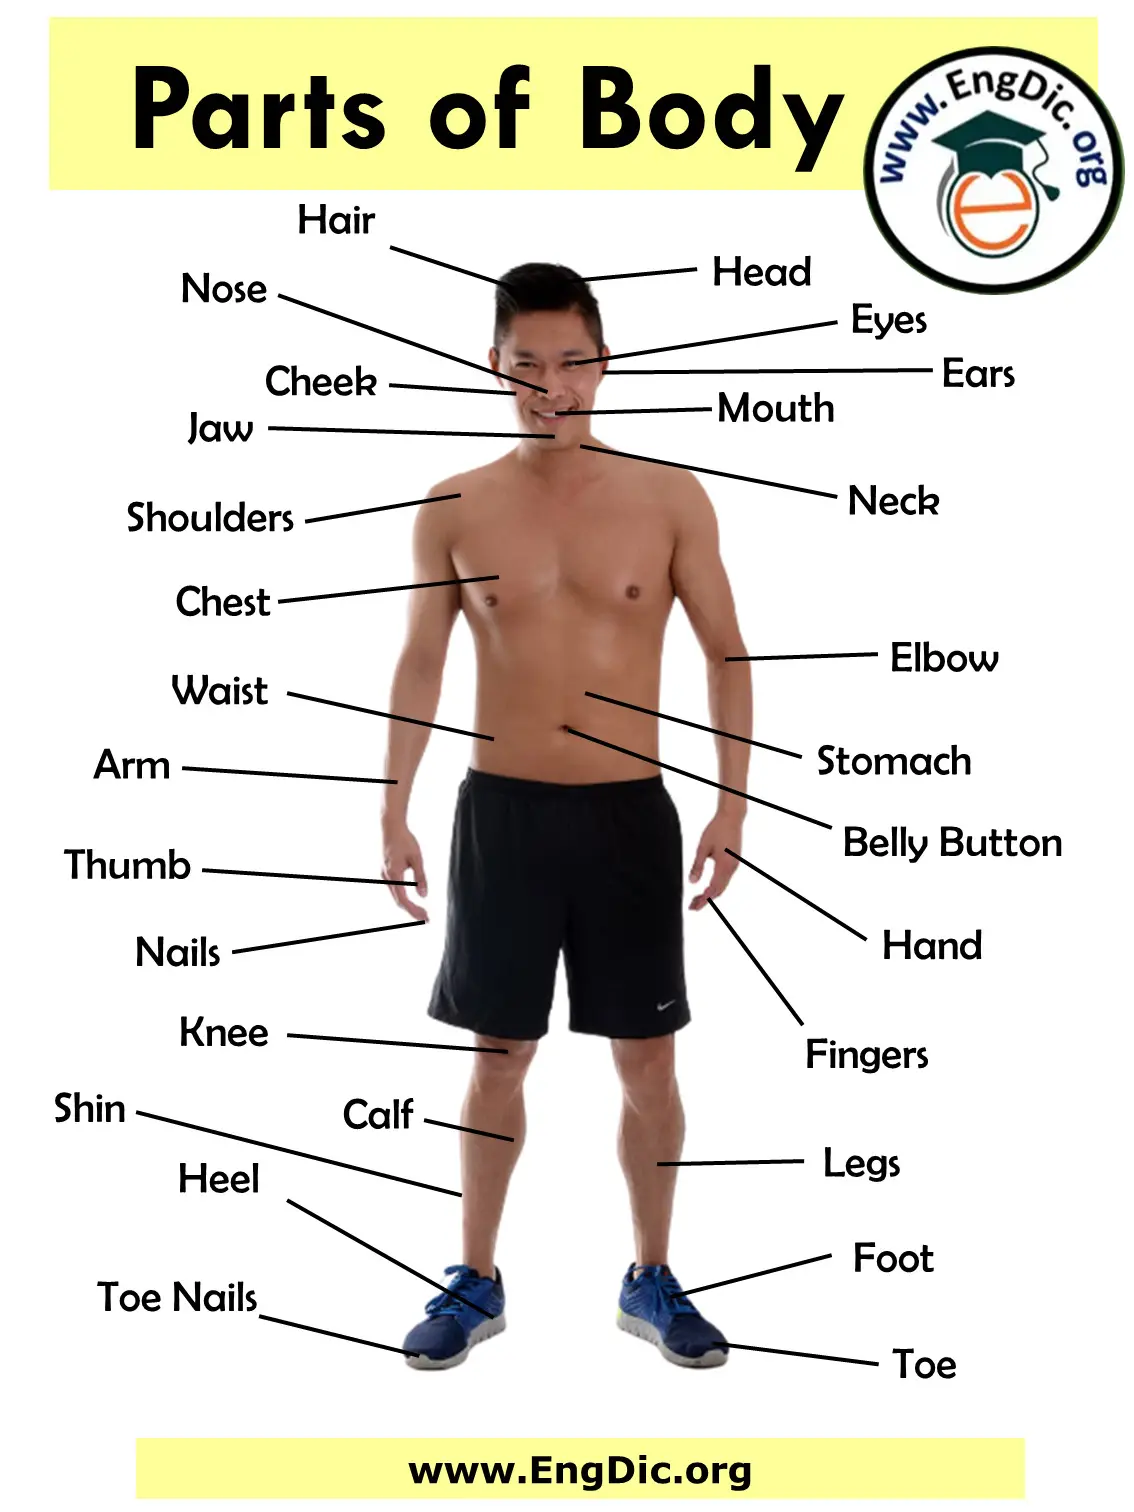 Parts of Body
www.EngDic.org
e
Hair
Head
Nose
Eyes
Ears
Cheek
Mouth
Jaw
Neck
Shoulders
Chest
Elbow
Waist
Stomach
Arm
Belly Button
Thumb
Hand
Nails
Knee
Fingers
Shin
Calf
Legs
Heel
Foot
Toe Nails
Toe
www.EngDic.org